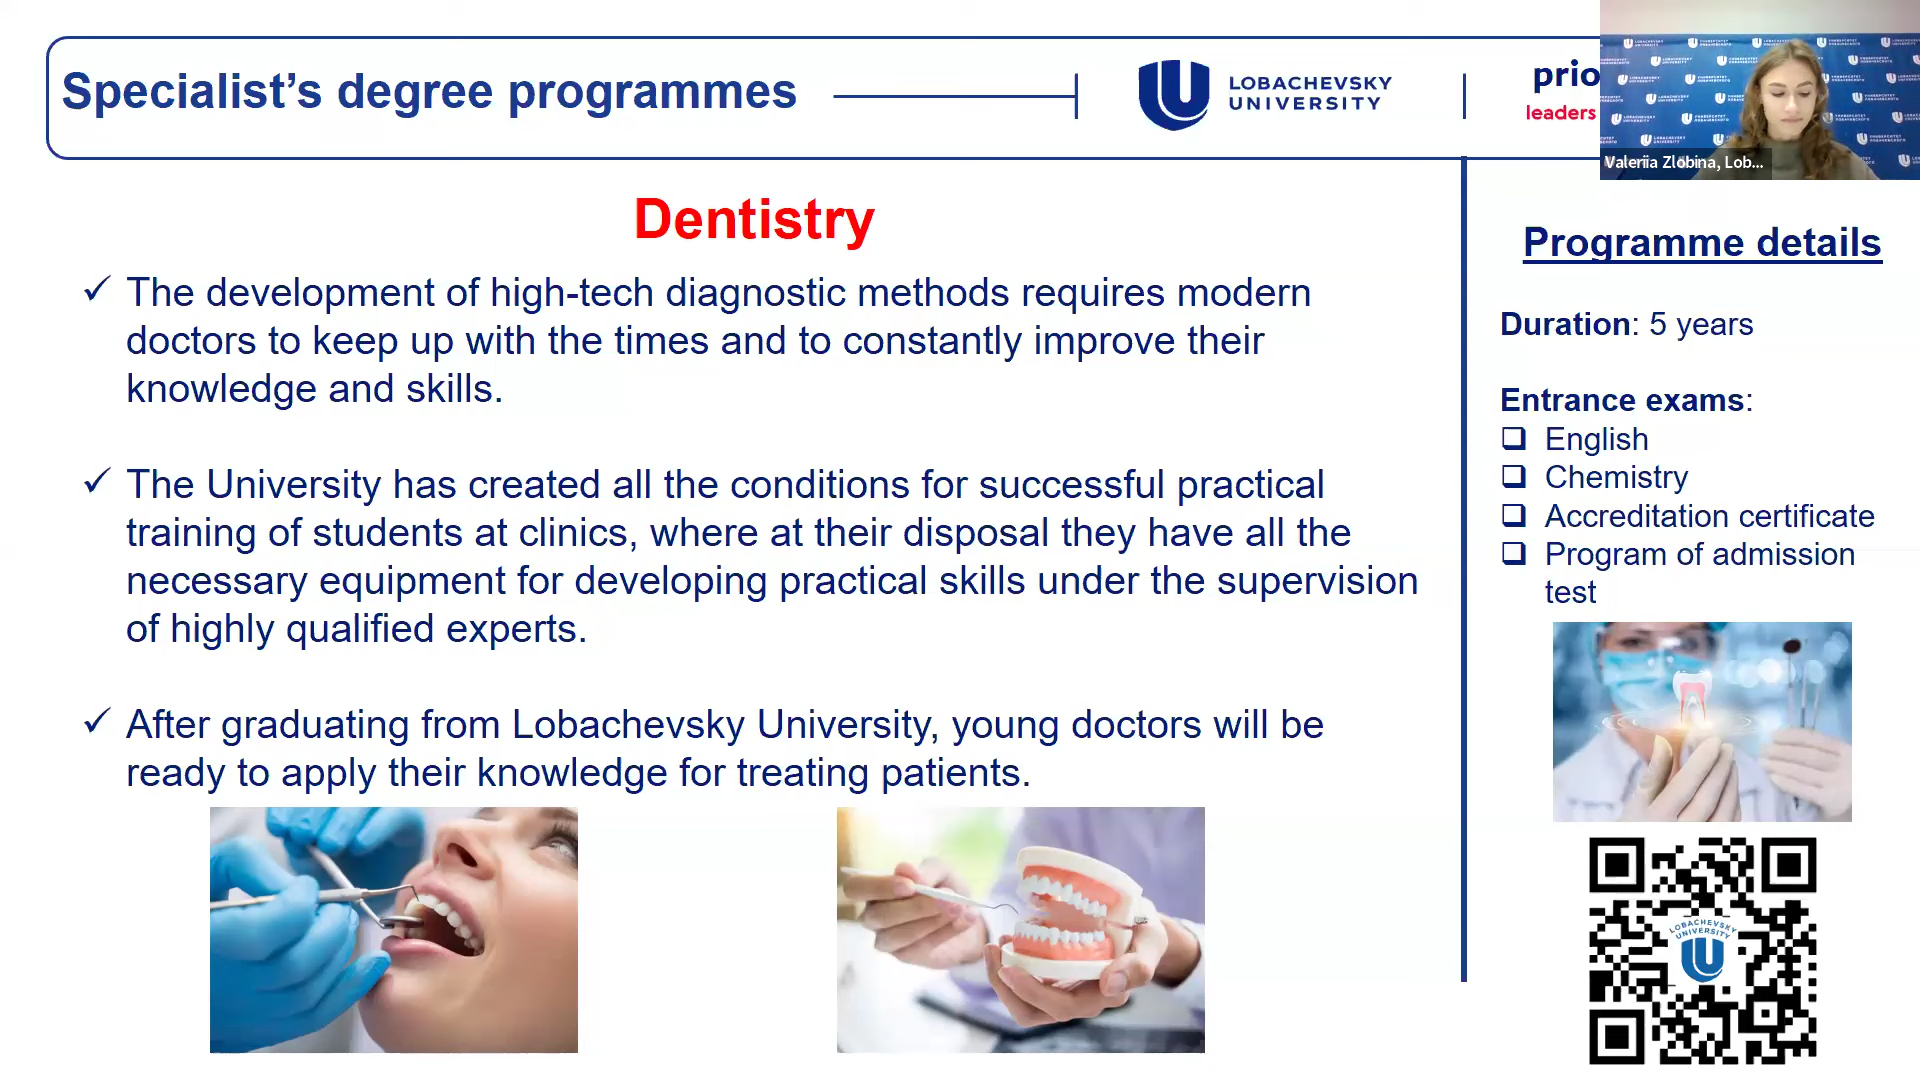 Specialist’s degree programmes
LOBACHEVSKY
UNIVERSITY
prio
leaders
Valeriia Zlobina, Lob...
Dentistry
✓ The development of high-tech diagnostic methods requires modern
doctors to keep up with the times and to constantly improve their
knowledge and skills.
✓ The University has created all the conditions for successful practical
training of students at clinics, where at their disposal they have all the
necessary equipment for developing practical skills under the supervision
of highly qualified experts.
✓ After graduating from Lobachevsky University, young doctors will be
ready to apply their knowledge for treating patients.
Programme details
Duration: 5 years
Entrance exams:
❑ English
❑ Chemistry
❑ Accreditation certificate
❑ Program of admission
test
LOBACHEVSKY
UNIVERSITY